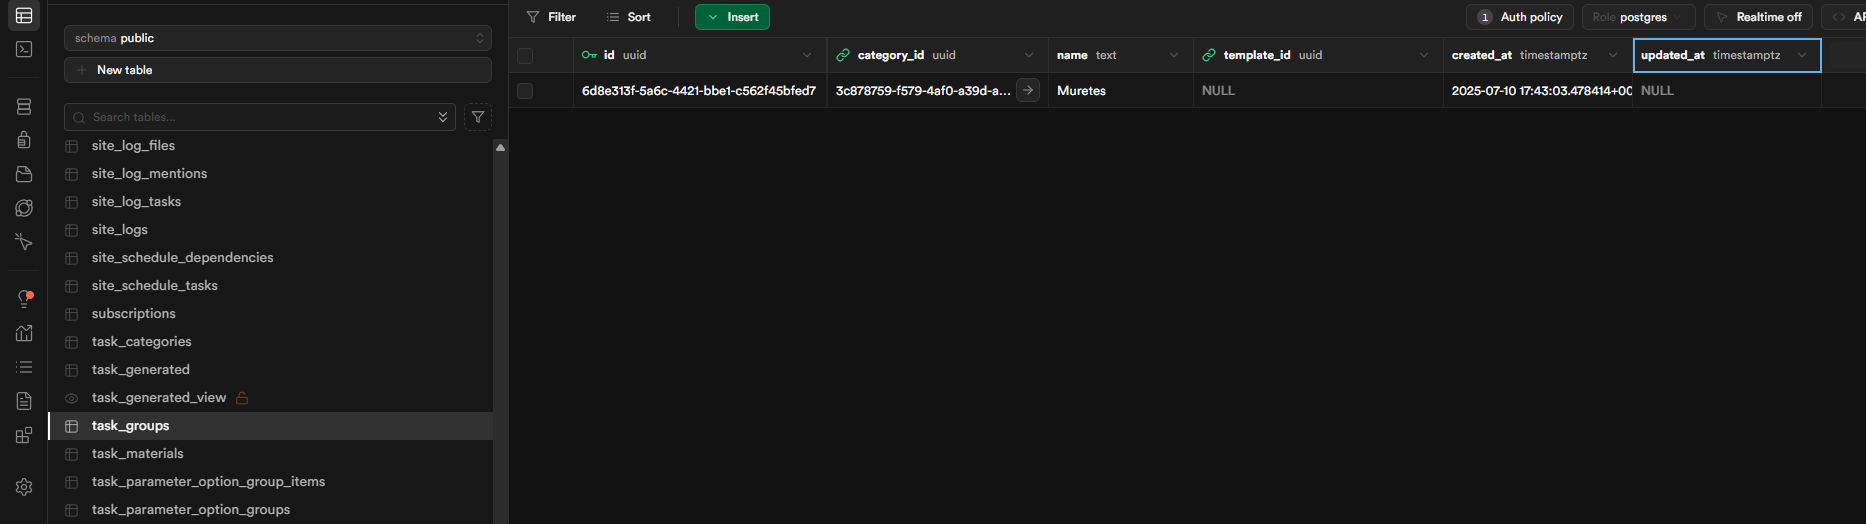 Filter
Sort
Insert
1 Auth policy
Role postgres
Realtime off
schema public
New table
id uuid
category_id uuid
name text
template_id uuid
created_at timestamptz
updated_at timestamptz
6d8e313f-5a6c-4421-bbe1-c562f45bfed7
3c878759-f579-4af0-a39d-a...
Muretes
NULL
2025-07-10 17:43:03.478414+00
NULL
Search tables...
site_log_files
site_log_mentions
site_log_tasks
site_logs
site_schedule_dependencies
site_schedule_tasks
subscriptions
task_categories
task_generated
task_generated_view
task_groups
task_materials
task_parameter_option_group_items
task_parameter_option_groups